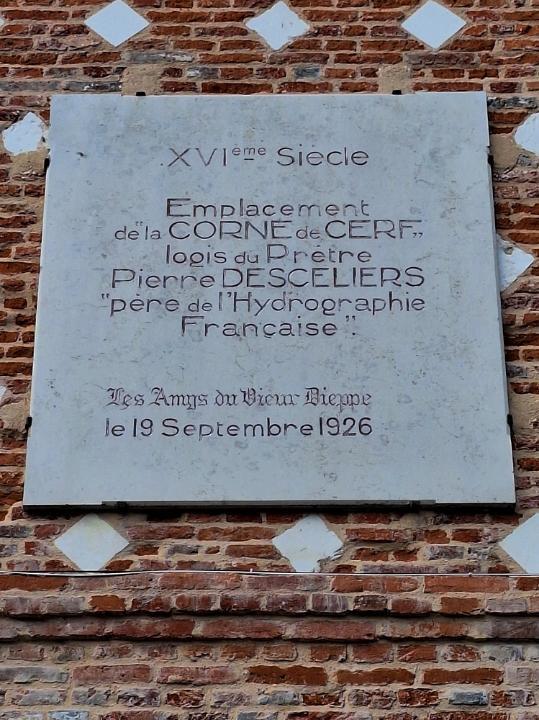 XVIème Siècle
Emplacement
de "la CORNE de CERF"
logis du Prêtre
Pierre DESCELIERS
"père de l'Hydrographie
Française".
Les Amys du Vieux Dieppe
le 19 Septembre 1926